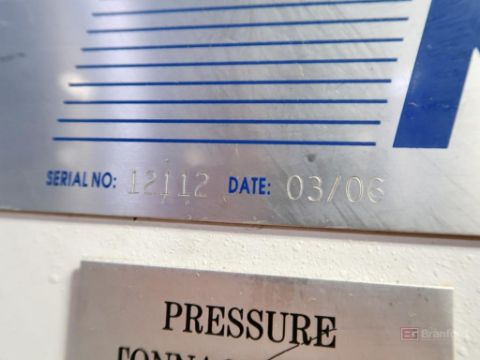 SERIAL NO: 12112 DATE: 03/06
PRESSURE